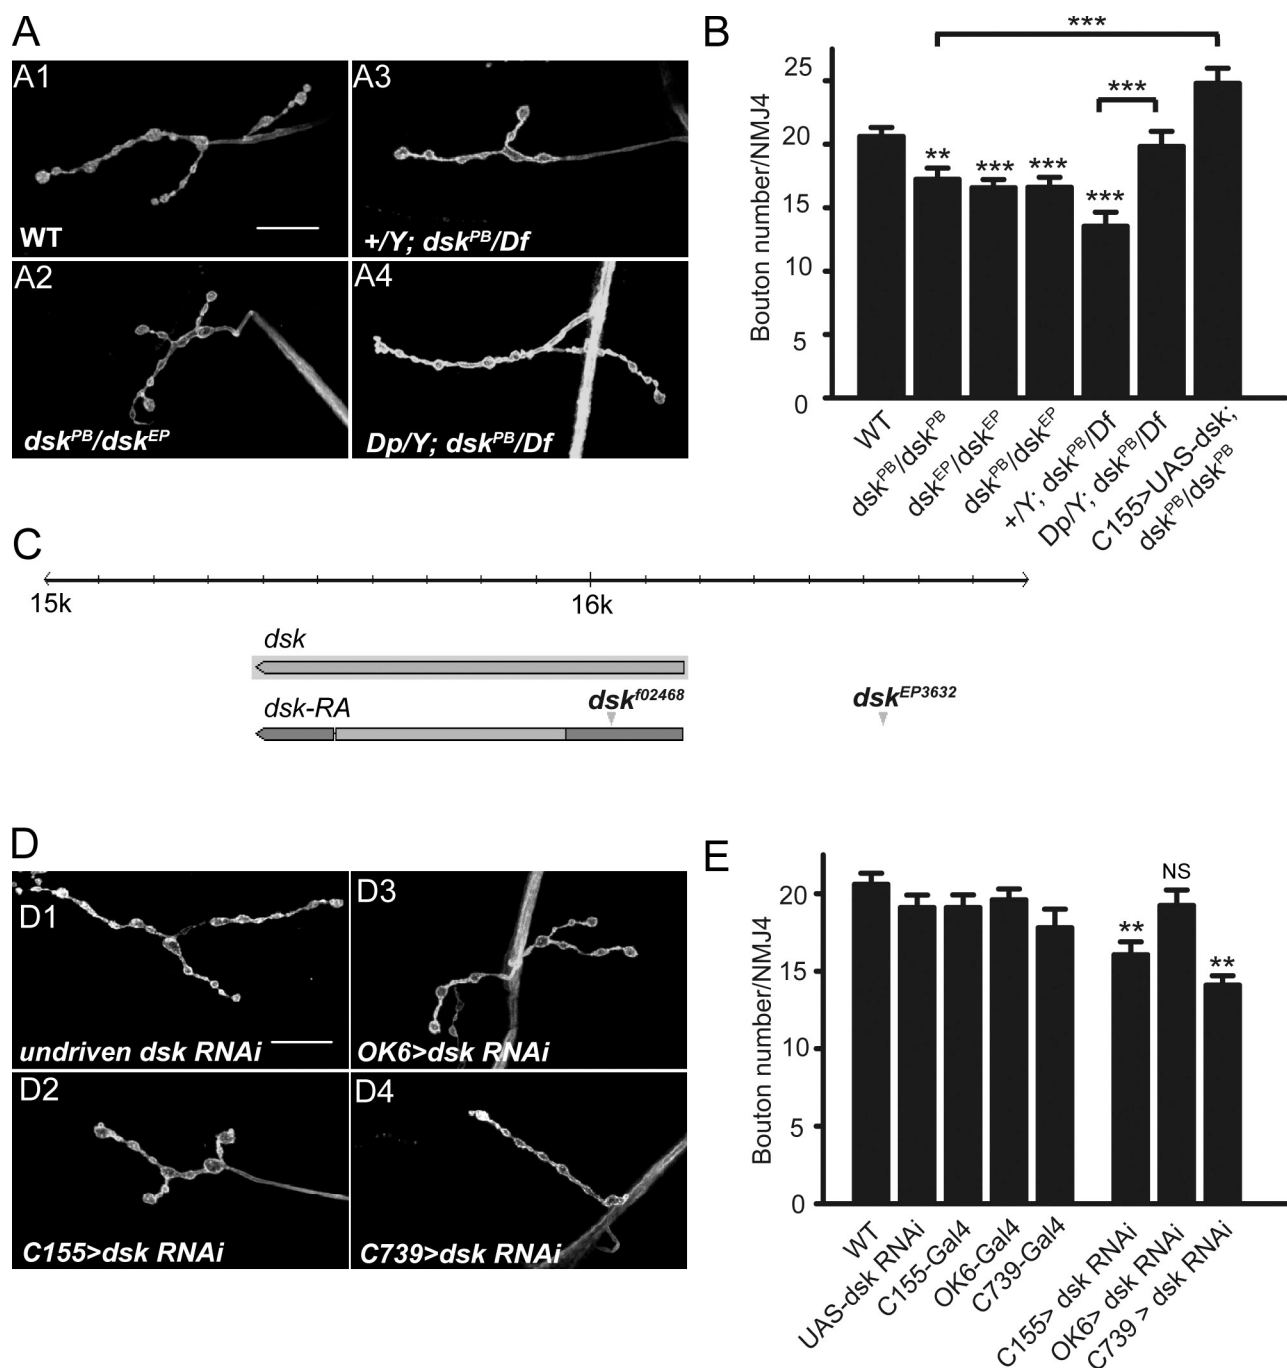 A
A1
WT
A3
+/Y; dsk^PB/Df
A2
dsk^PB/dsk^EP
A4
Dp/Y; dsk^PB/Df
B
***
***
**
***
***
***
Bouton number/NMJ4
25
20
15
10
5
0
WT
dsk^PB/dsk^PB
dsk^EP/dsk^EP
dsk^PB/dsk^EP
+/Y; dsk^PB/Df
Dp/Y; dsk^PB/Df
C155>UAS-dsk;
dsk^PB/dsk^PB
C
15k
16k
dsk
dsk-RA
dsk^f02468
dsk^EP3632
D
D1
undriven dsk RNAi
D3
OK6>dsk RNAi
D2
C155>dsk RNAi
D4
C739>dsk RNAi
E
NS
**
**
Bouton number/NMJ4
20
15
10
5
0
WT
UAS-dsk RNAi
C155-Gal4
OK6-Gal4
C739-Gal4
C155> dsk RNAi
OK6> dsk RNAi
C739 > dsk RNAi